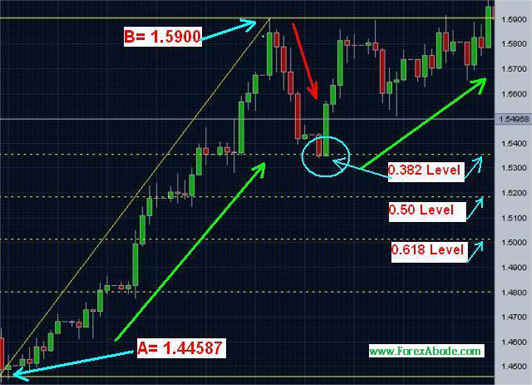 B= 1.5900
1.5900
1.5800
1.5700
1.5600
1.54958
1.5400
0.382 Level
1.5300
1.5200
0.50 Level
1.5100
1.5000
0.618 Level
1.4900
1.4800
1.4700
A= 1.44587
www.ForexAbode.com
1.4600